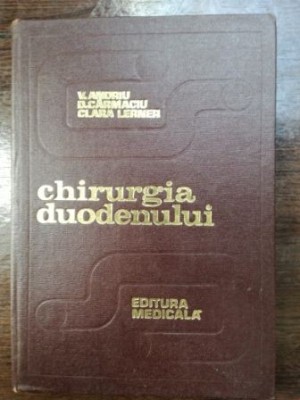 V. ANDRIU
D. CĂRMACIU
CLARA LERNER
chirurgia
duodenului
EDITURA
MEDICALĂ